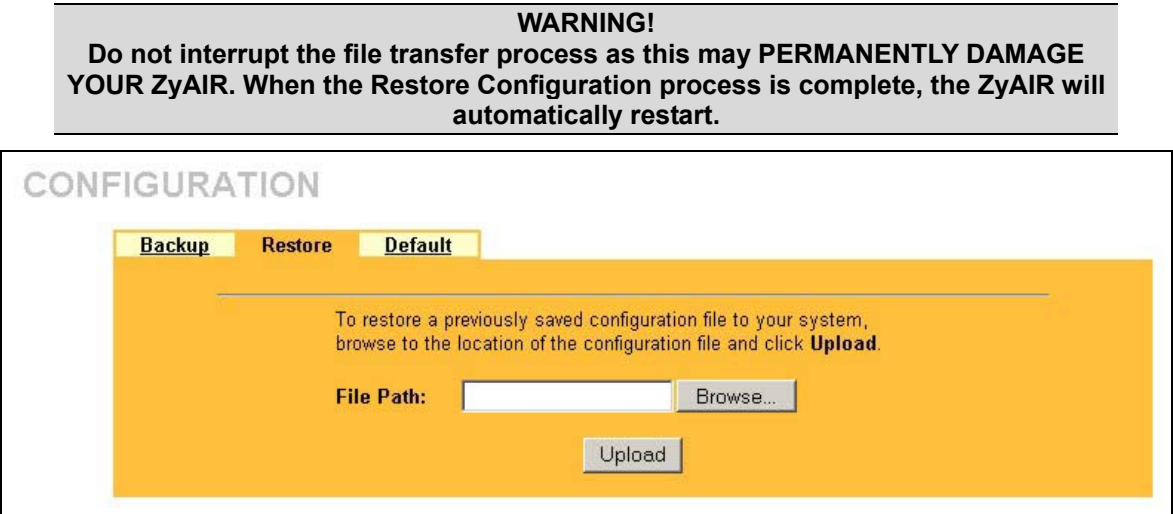 WARNING!
Do not interrupt the file transfer process as this may PERMANENTLY DAMAGE
YOUR ZyAIR. When the Restore Configuration process is complete, the ZyAIR will
automatically restart.
CONFIGURATION
Backup Restore Default
To restore a previously saved configuration file to your system,
browse to the location of the configuration file and click Upload.
File Path: Browse...
Upload